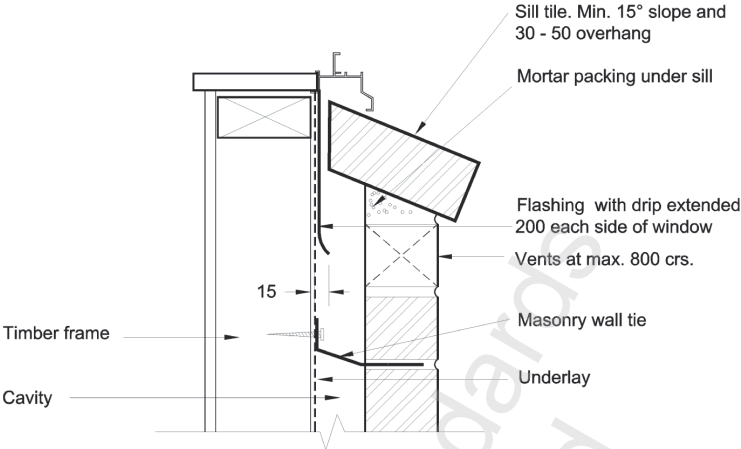 Sill tile. Min. 15° slope and
30 - 50 overhang
Mortar packing under sill
Flashing with drip extended
200 each side of window
Vents at max. 800 crs.
15
Masonry wall tie
Timber frame
Underlay
Cavity
dards